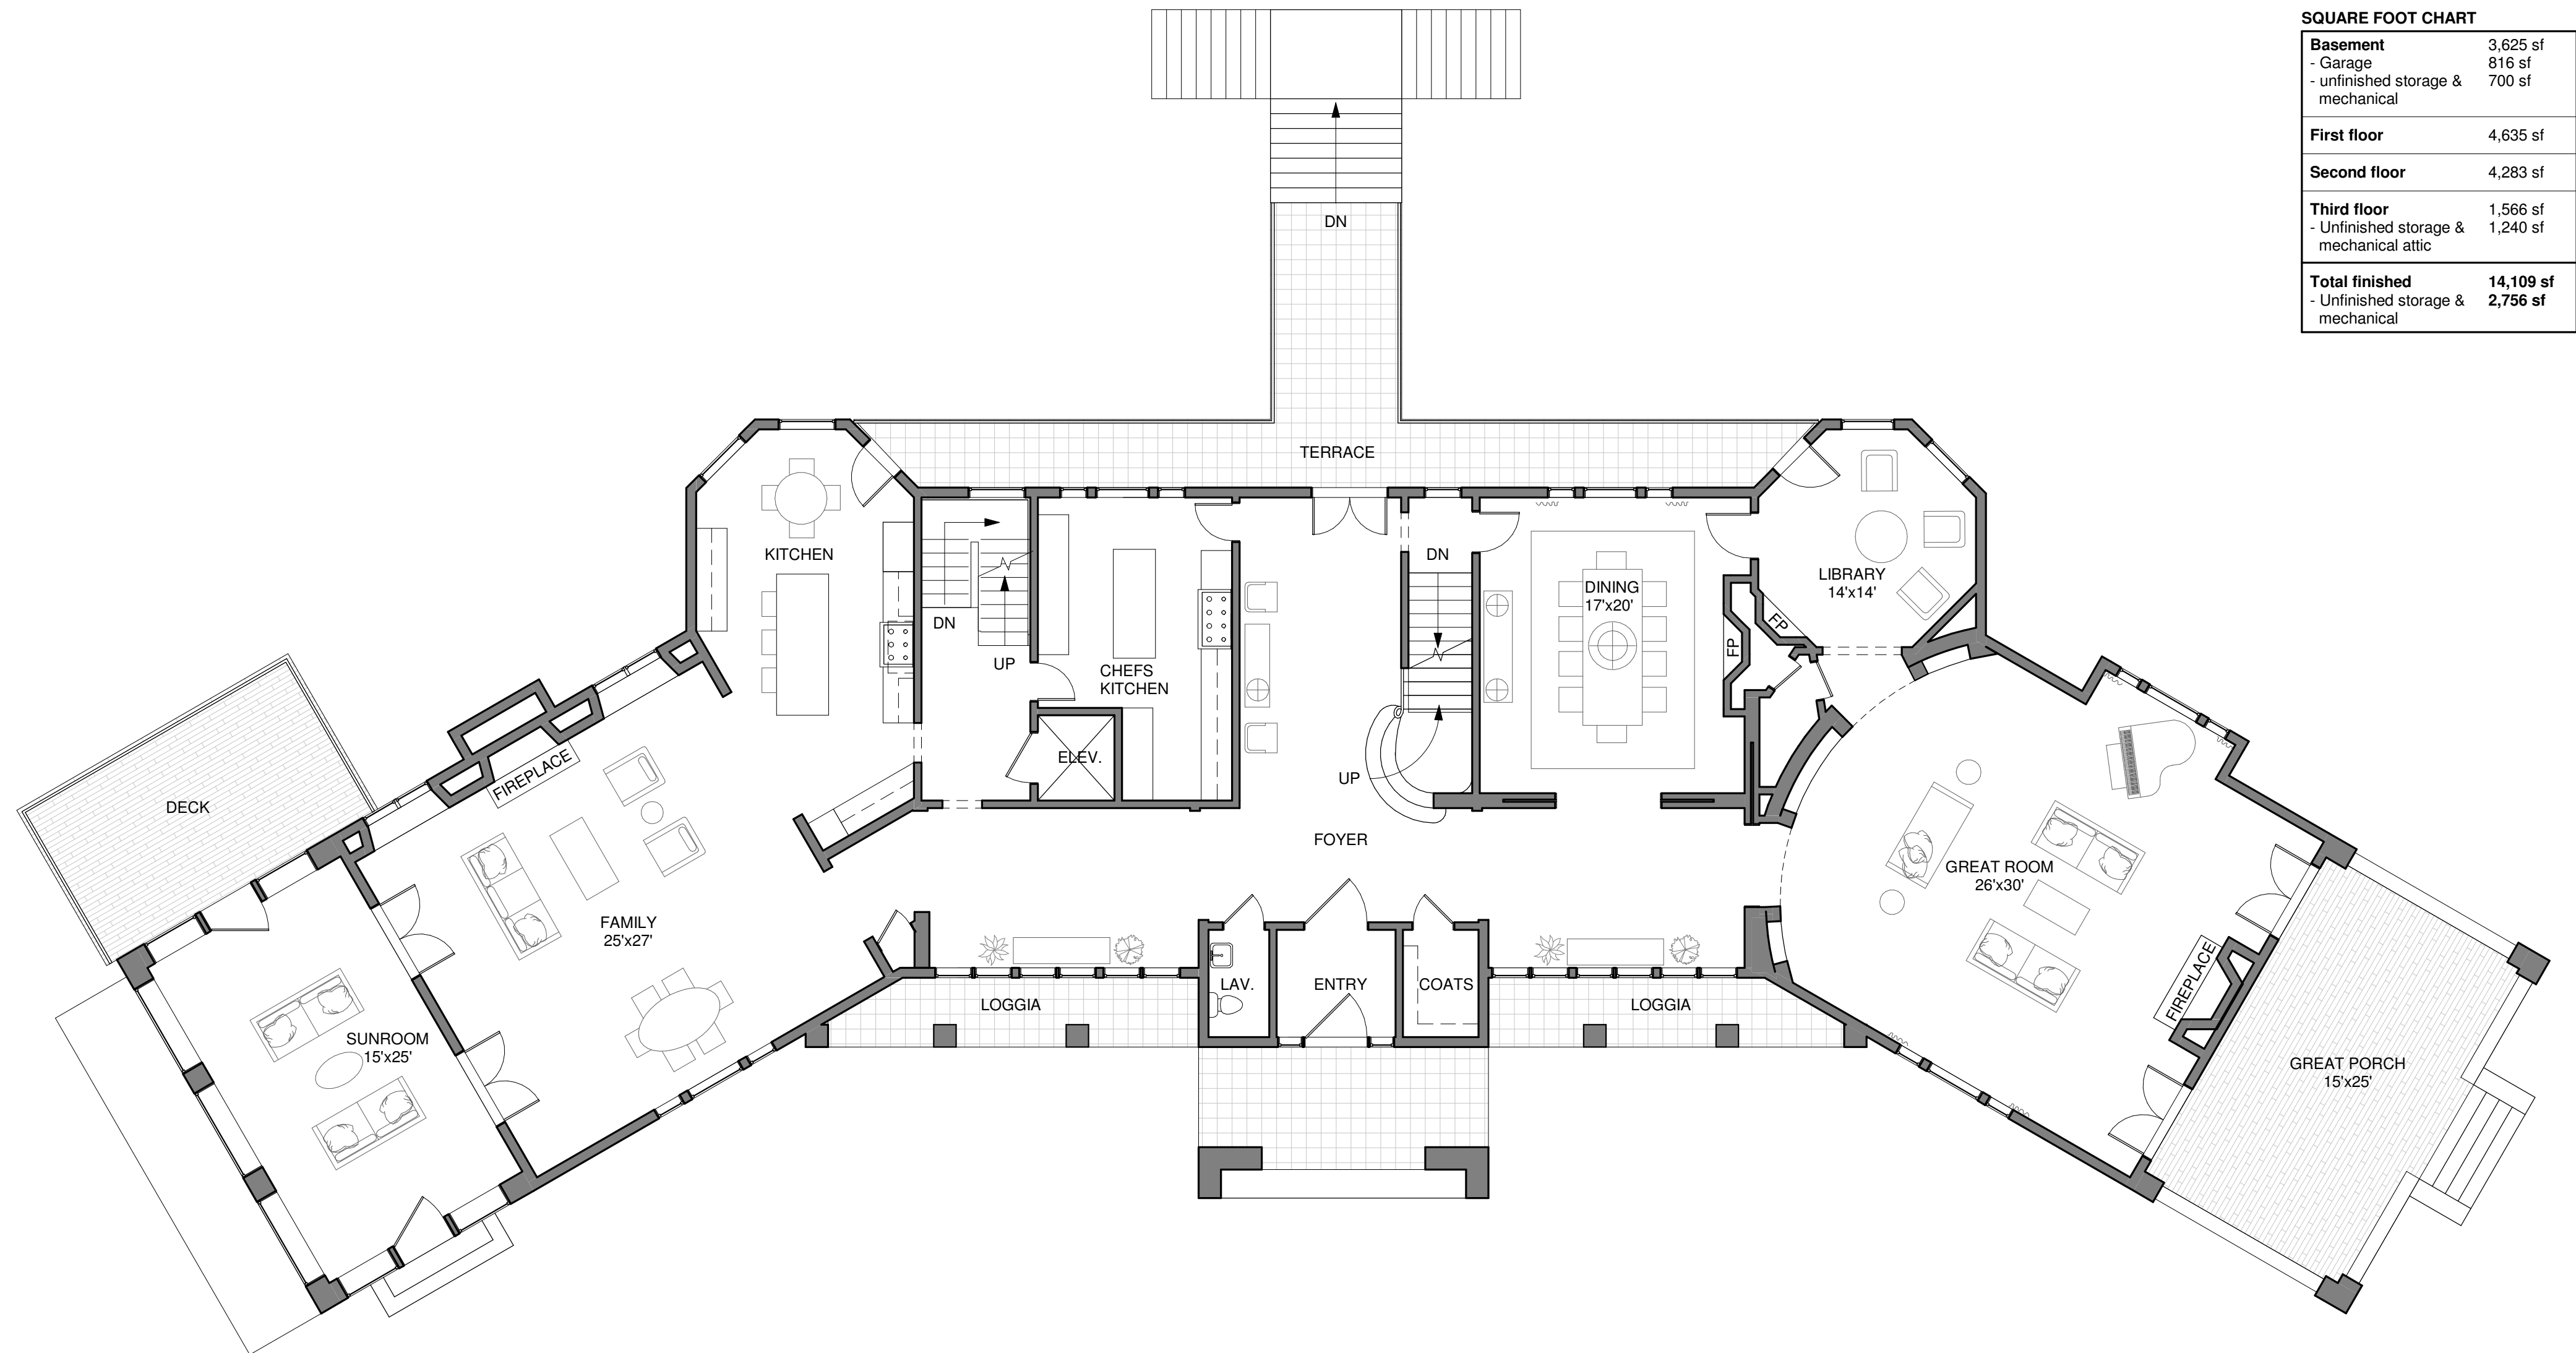 SQUARE FOOT CHART
Basement 3,625 sf
- Garage 816 sf
- unfinished storage & 700 sf
mechanical
First floor 4,635 sf
Second floor 4,283 sf
Third floor 1,566 sf
- Unfinished storage & 1,240 sf
mechanical attic
Total finished 14,109 sf
- Unfinished storage & 2,756 sf
mechanical
DN
TERRACE
KITCHEN
DN
UP
CHEFS
KITCHEN
ELEV.
DN
UP
DINING
17'x20'
FP
FP
LIBRARY
14'x14'
DECK
FIREPLACE
FOYER
FAMILY
25'x27'
GREAT ROOM
26'x30'
FIREPLACE
SUNROOM
15'x25'
LOGGIA
LAV.
ENTRY
COATS
LOGGIA
GREAT PORCH
15'x25'